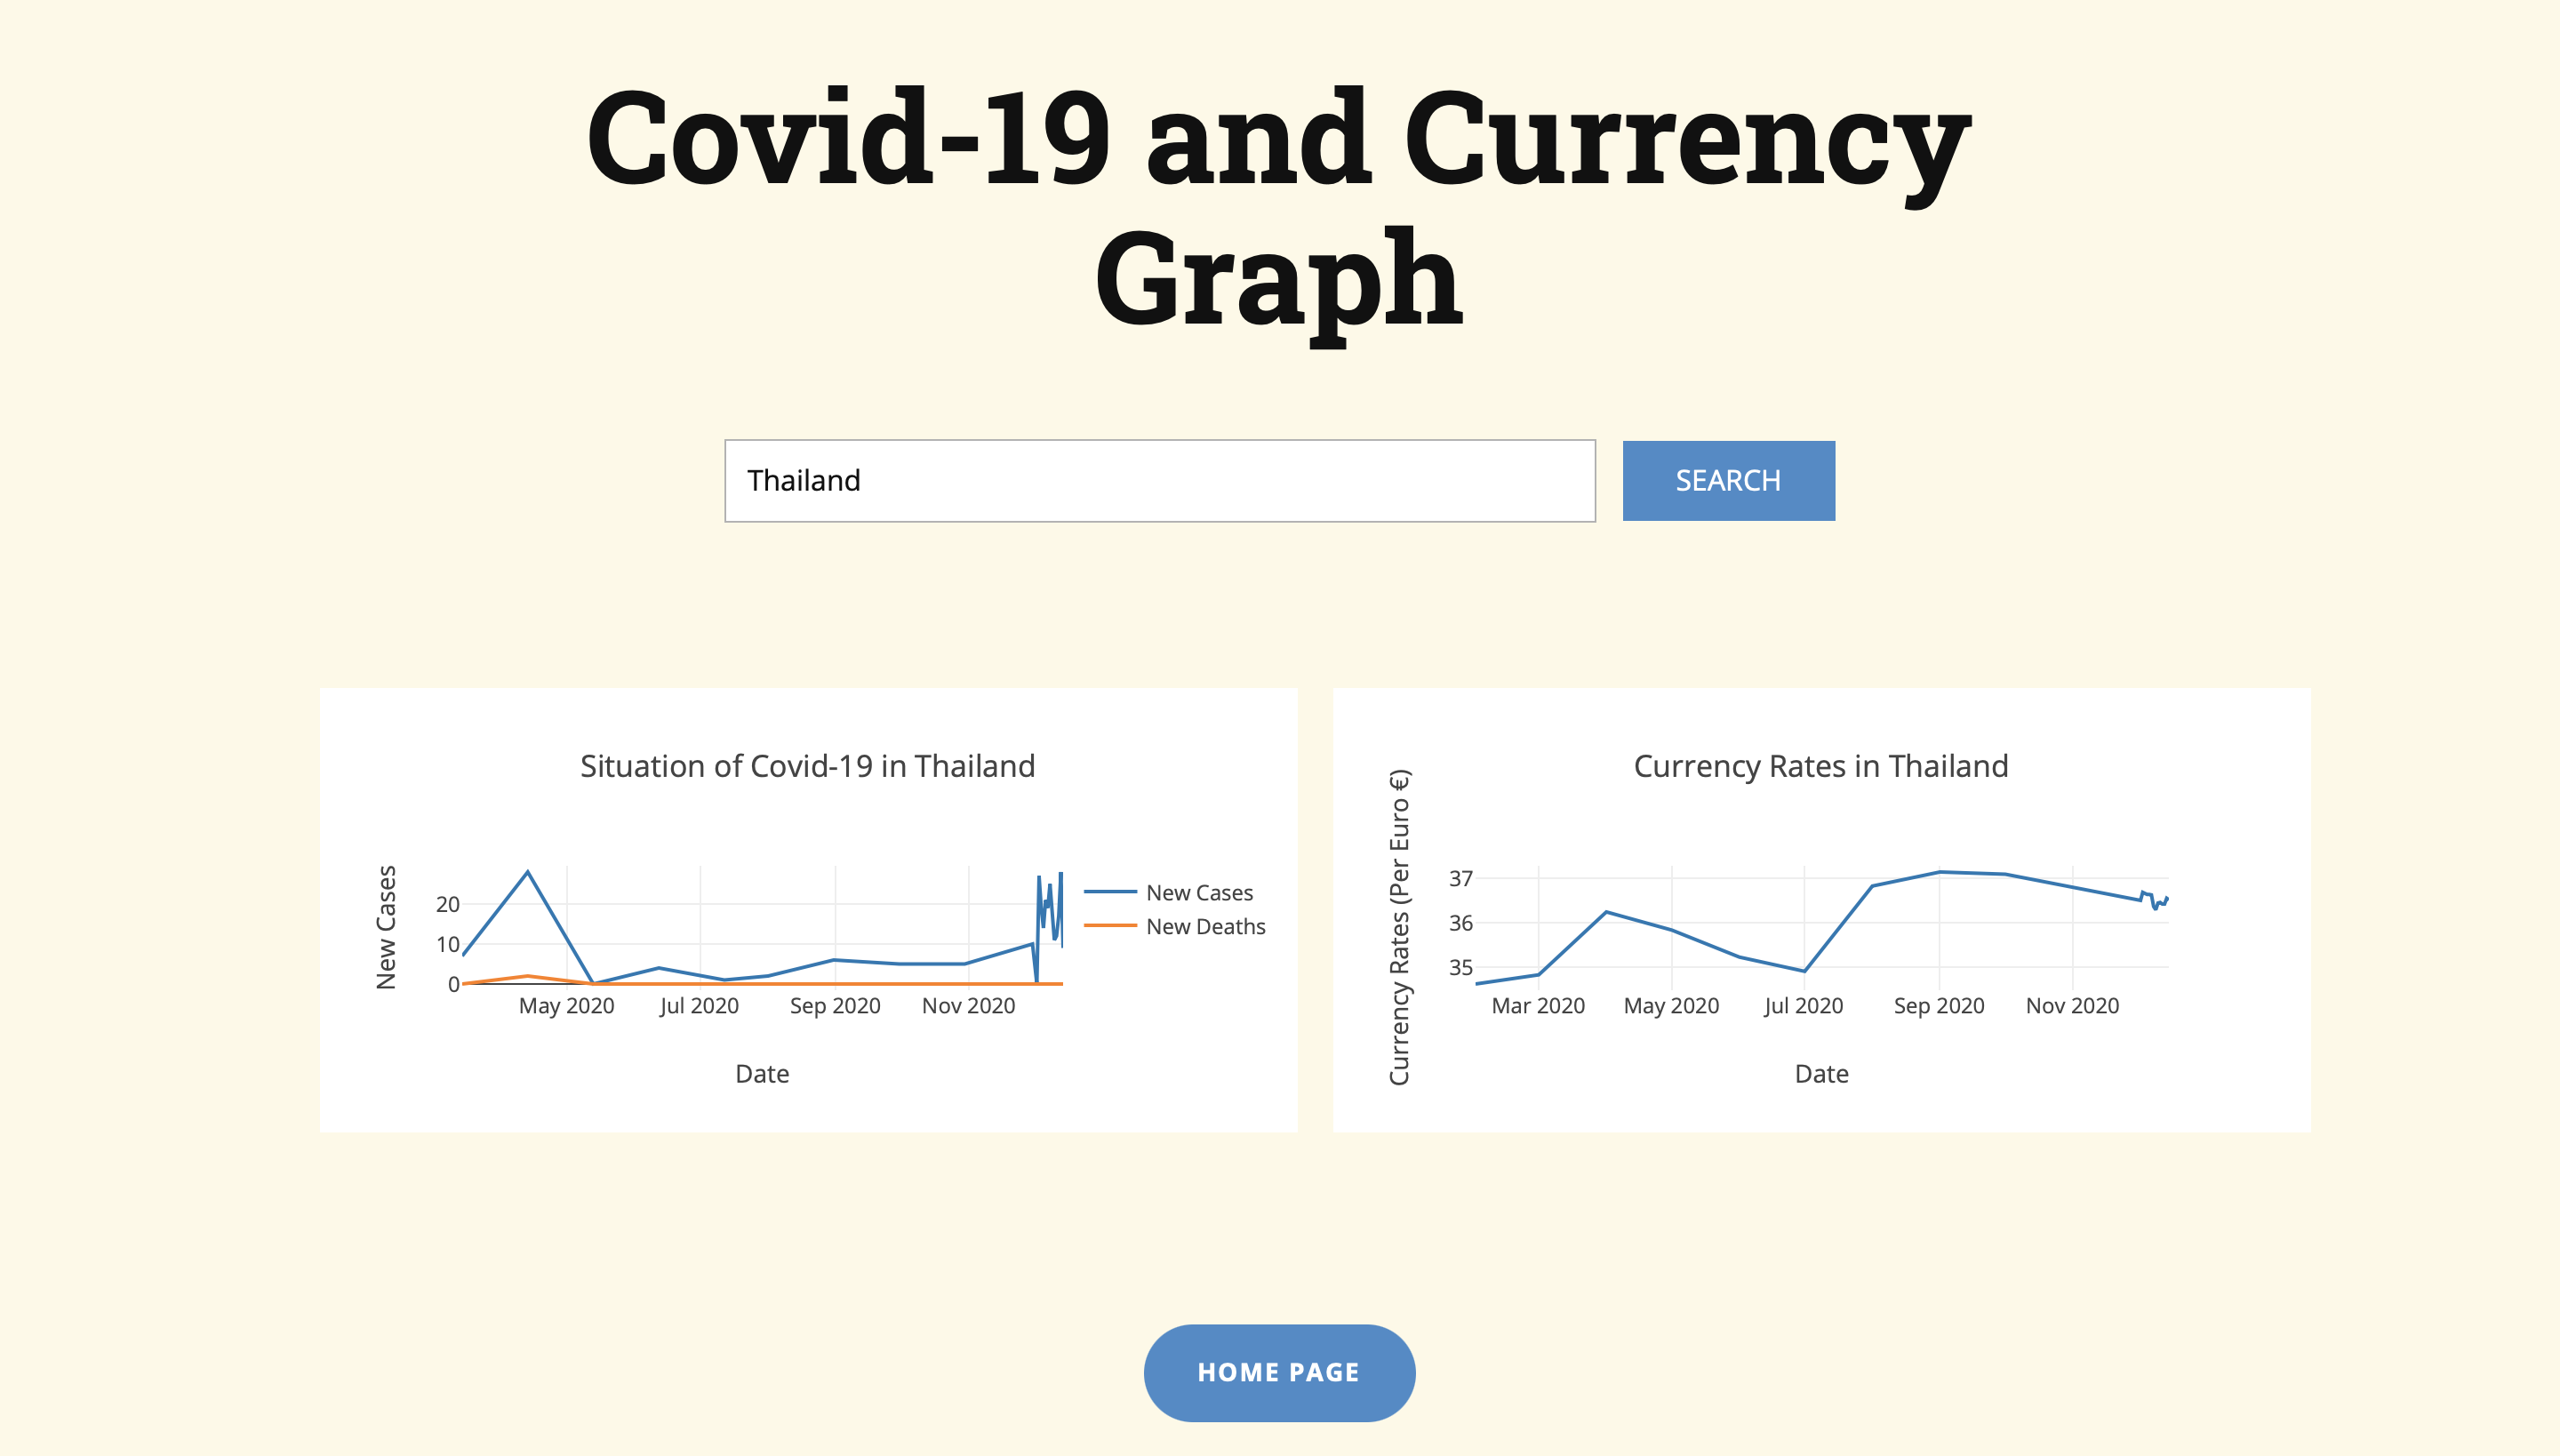 Covid-19 and Currency
Graph
Thailand
SEARCH
Situation of Covid-19 in Thailand
New Cases
20
10
0
May 2020
Jul 2020
Sep 2020
Nov 2020
Date
New Cases
New Deaths
Currency Rates in Thailand
Currency Rates (Per Euro €)
37
36
35
Mar 2020
May 2020
Jul 2020
Sep 2020
Nov 2020
Date
HOME PAGE